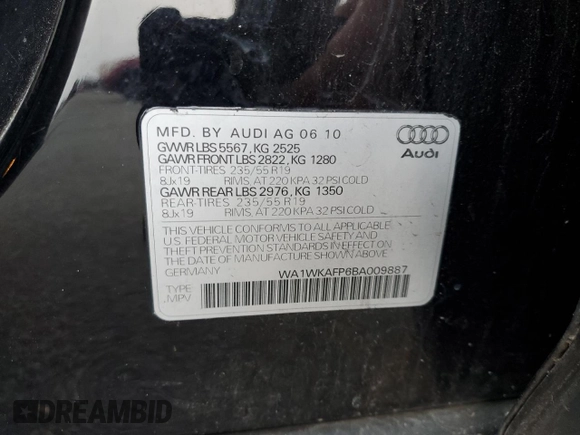 MFD. BY AUDI AG 06 10
GVWR LBS 5567, KG 2525
GAWR FRONT LBS 2822, KG 1280
FRONT-TIRES 235/55 R19
8Jx19 RIMS, AT 220 KPA 32 PSI COLD
GAWR REAR LBS 2976, KG 1350
REAR-TIRES 235/55 R19
8Jx19 RIMS, AT 220 KPA 32 PSI COLD
THIS VEHICLE CONFORMS TO ALL APPLICABLE
U.S. FEDERAL MOTOR VEHICLE SAFETY AND
THEFT PREVENTION STANDARDS IN EFFECT ON
THE DATE OF MANUFACTURE SHOWN ABOVE
GERMANY WA1WKAFP6BA009887
TYPE
MPV
Audi
DREAMBID